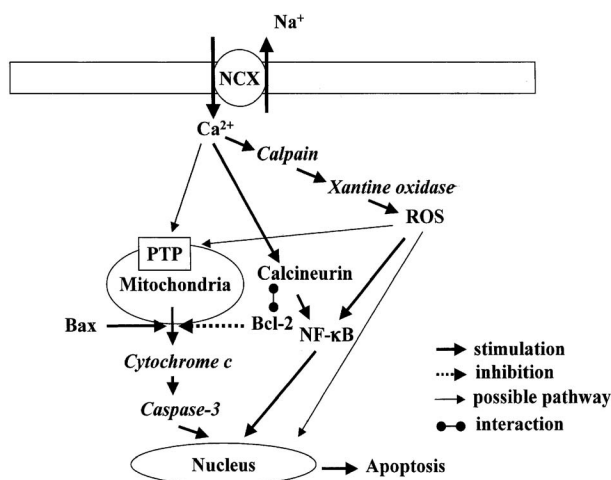 Na⁺
NCX
Ca²⁺
Calpain
Xantine oxidase
ROS
PTP
Mitochondria
Calcineurin
Bax
Bcl-2
NF-κB
stimulation
inhibition
possible pathway
interaction
Cytochrome c
Caspase-3
Nucleus
Apoptosis